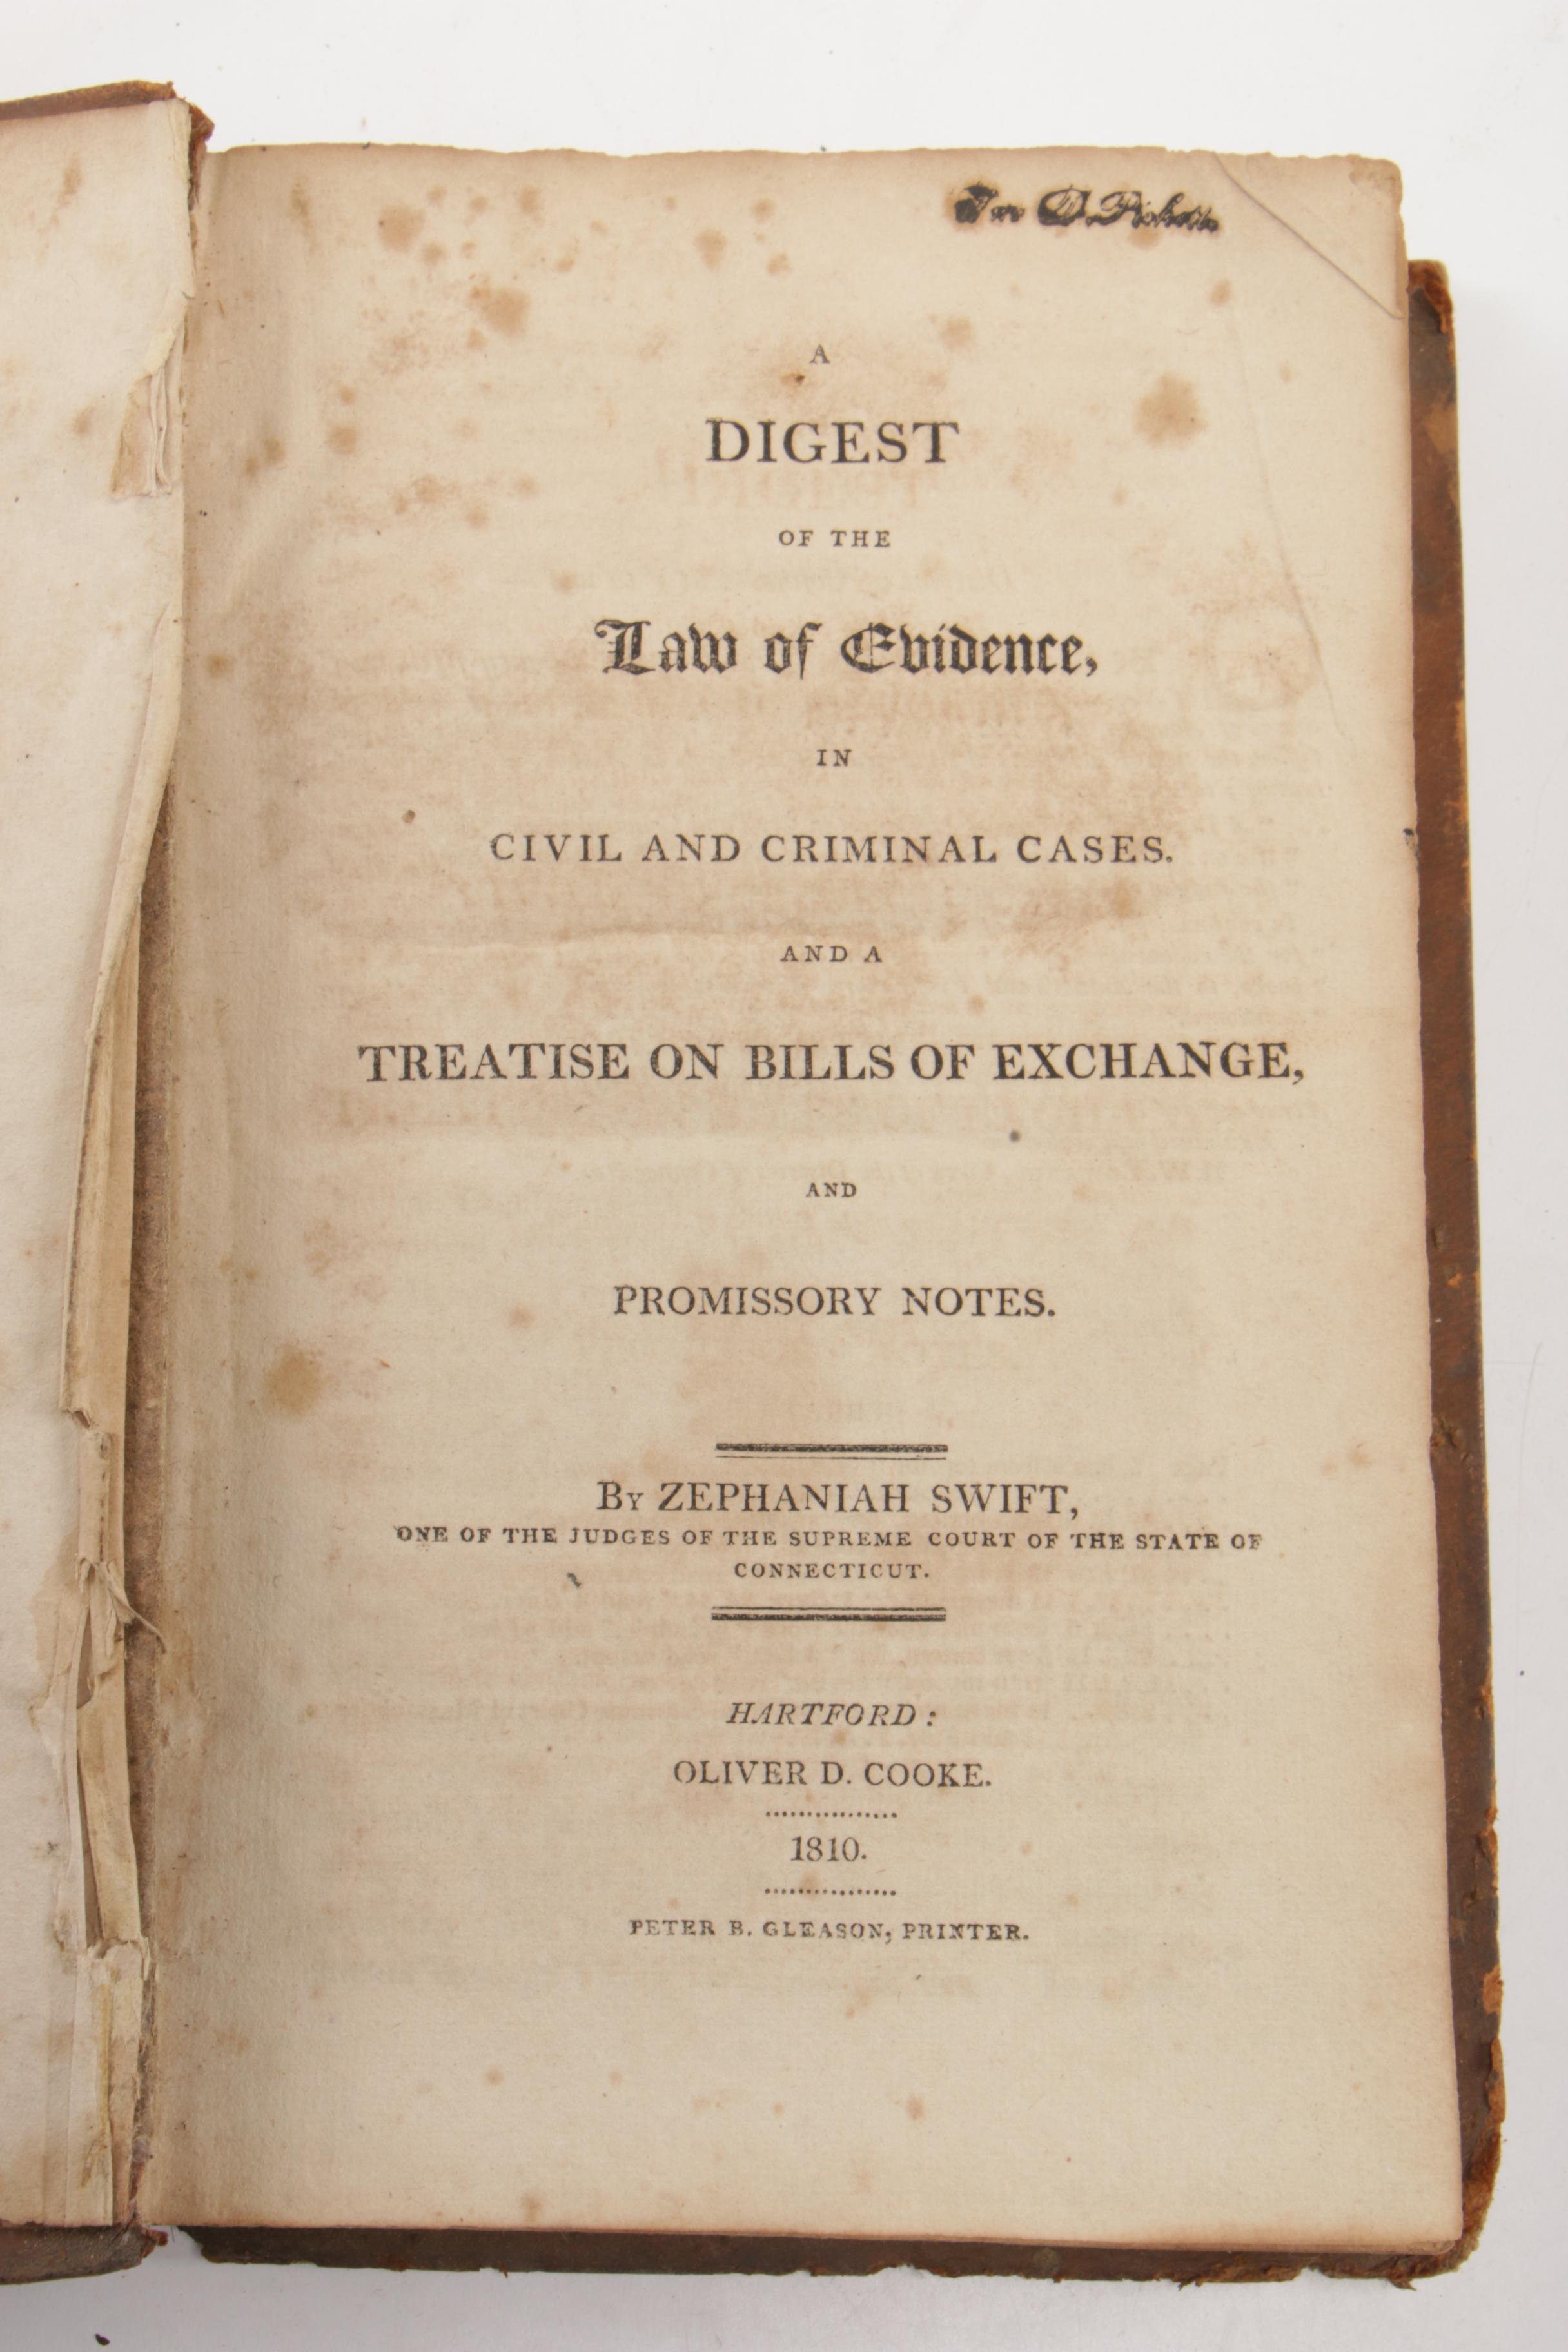 A
DIGEST
OF THE
Law of Evidence,
IN
CIVIL AND CRIMINAL CASES.
AND A
TREATISE ON BILLS OF EXCHANGE,
AND
PROMISSORY NOTES.
By ZEPHANIAH SWIFT,
ONE OF THE JUDGES OF THE SUPREME COURT OF THE STATE OF
CONNECTICUT.
HARTFORD:
OLIVER D. COOKE.
1810.
PETER B. GLEASON, PRINTER.